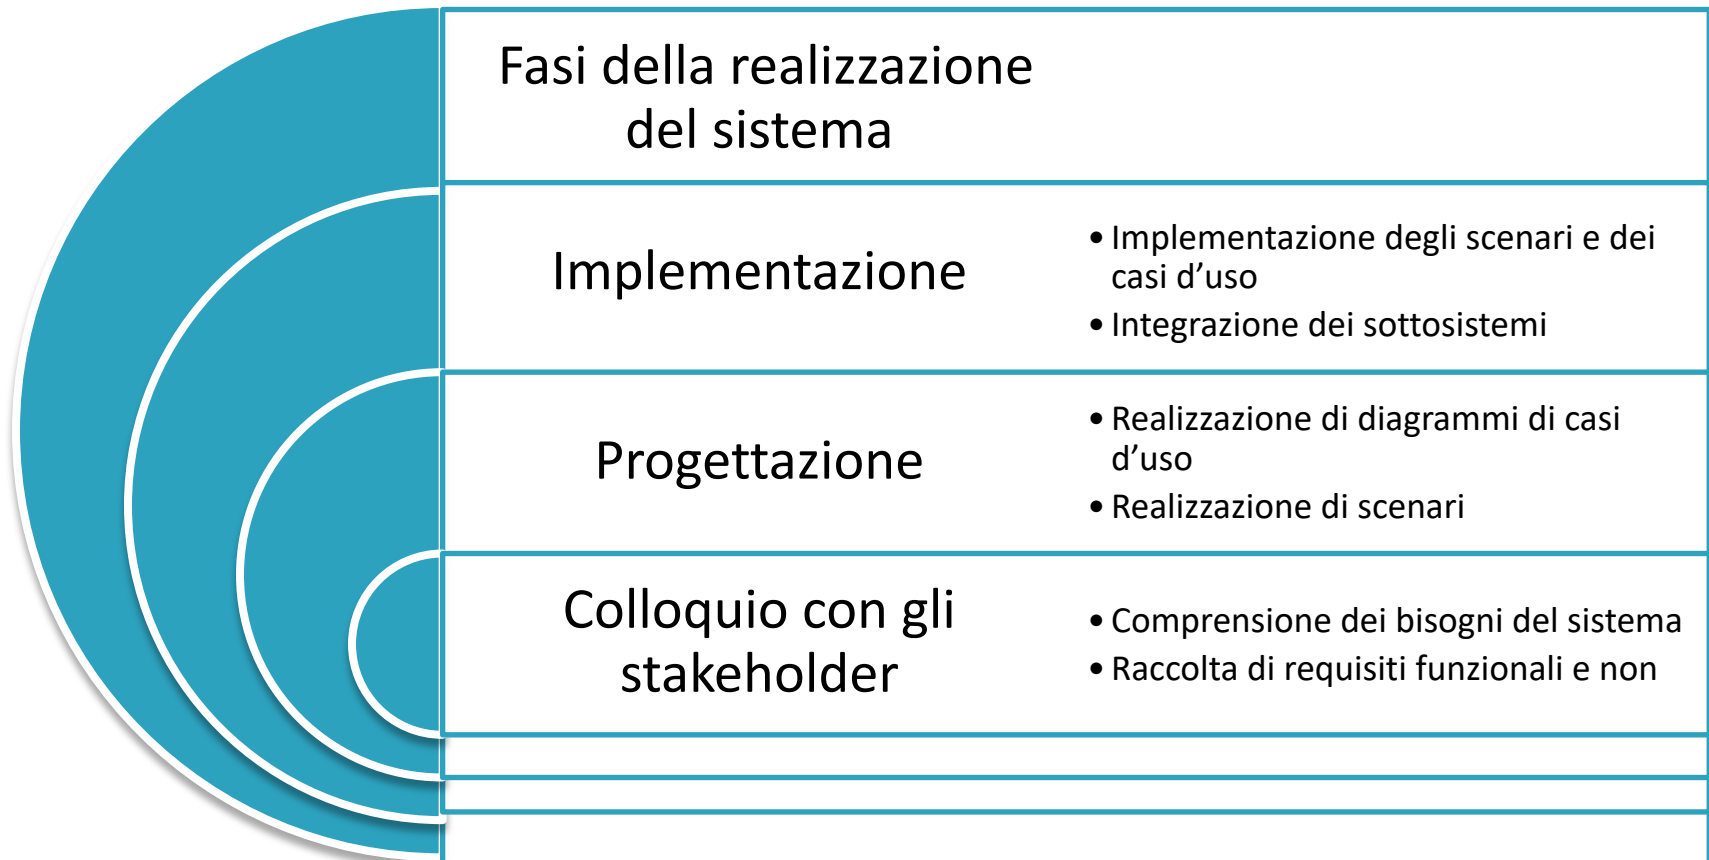 Fasi della realizzazione
del sistema
Implementazione
• Implementazione degli scenari e dei
casi d’uso
• Integrazione dei sottosistemi
Progettazione
• Realizzazione di diagrammi di casi
d’uso
• Realizzazione di scenari
Colloquio con gli
stakeholder
• Comprensione dei bisogni del sistema
• Raccolta di requisiti funzionali e non